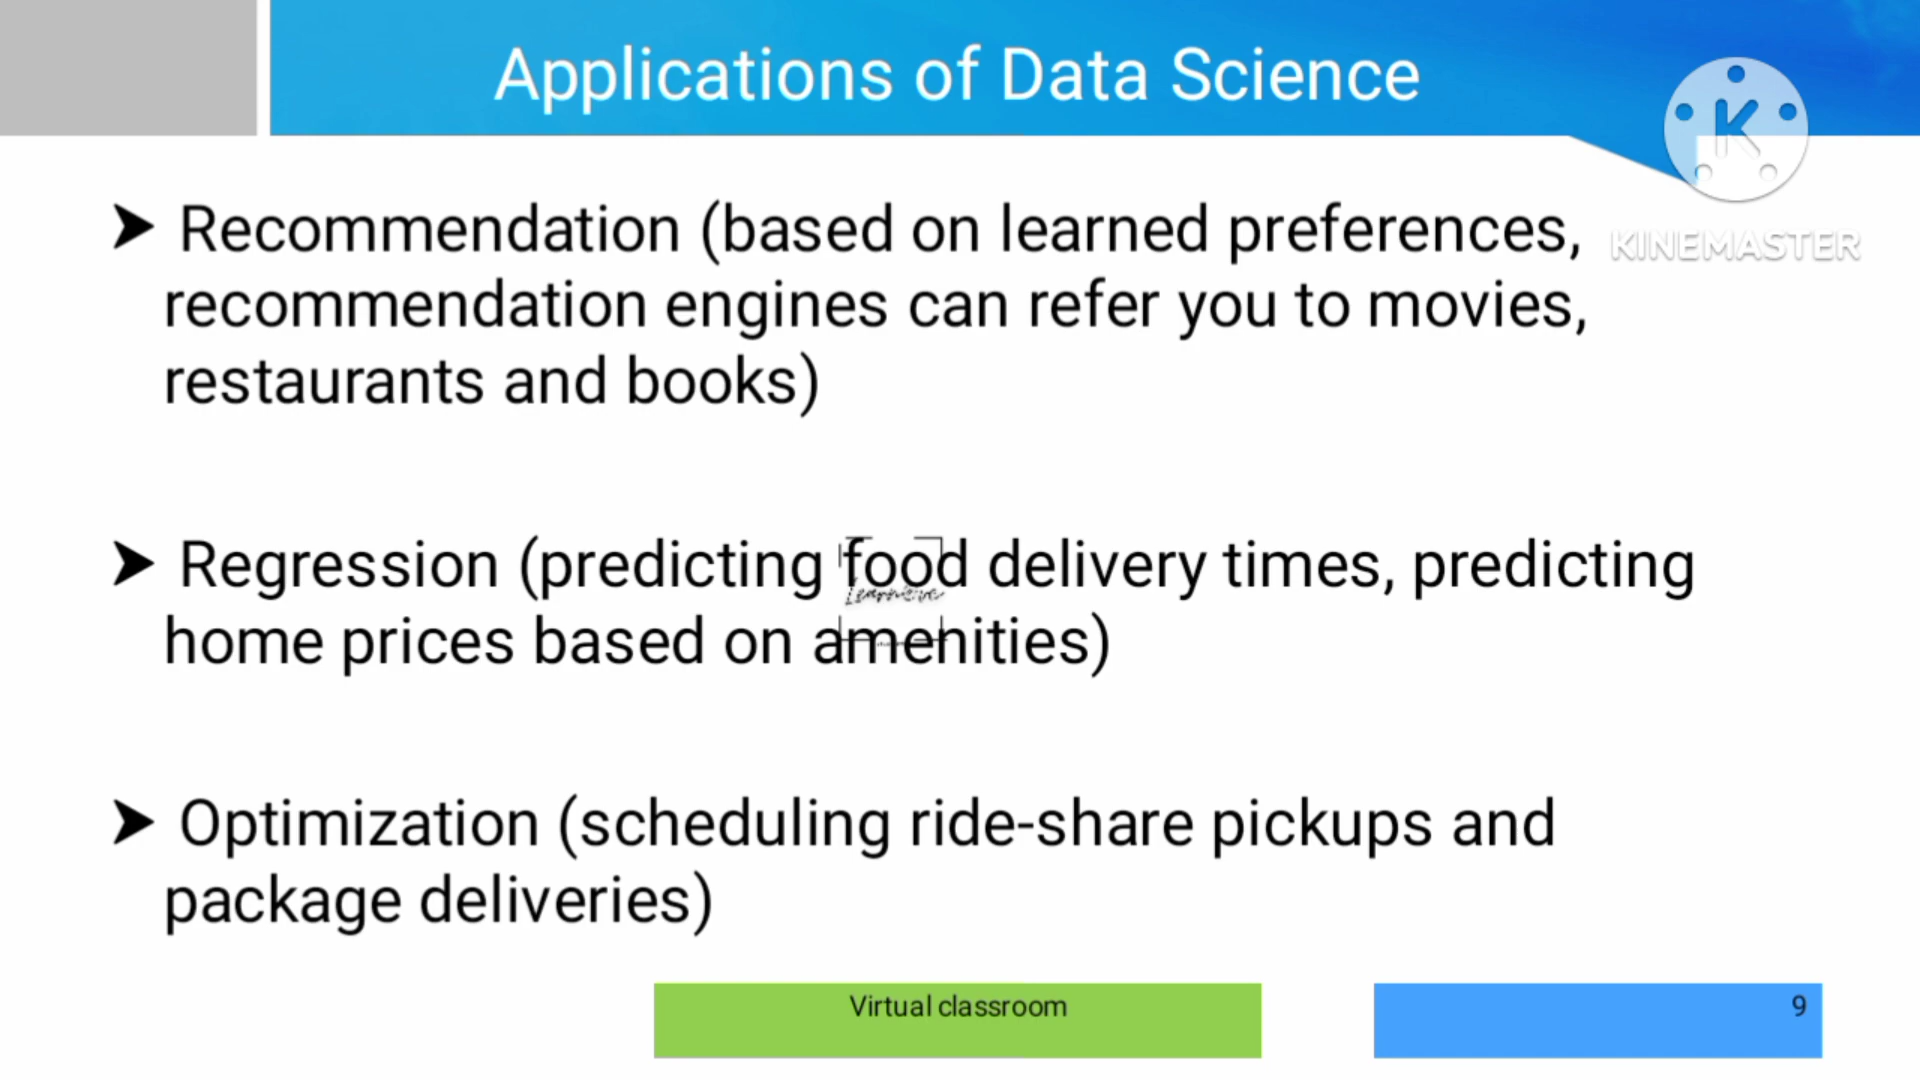 Applications of Data Science
K
KINEMASTER
➤ Recommendation (based on learned preferences,
recommendation engines can refer you to movies,
restaurants and books)
➤ Regression (predicting food delivery times, predicting
home prices based on amenities)
➤ Optimization (scheduling ride-share pickups and
package deliveries)
Virtual classroom
9